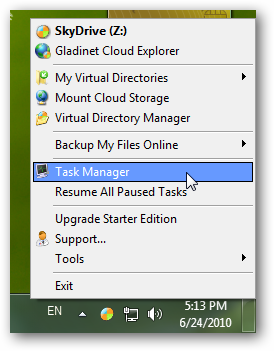 SkyDrive (Z:)
Gladinet Cloud Explorer
My Virtual Directories
Mount Cloud Storage
Virtual Directory Manager
Backup My Files Online
Task Manager
Resume All Paused Tasks
Upgrade Starter Edition
Support...
Tools
Exit
EN
5:13 PM
6/24/2010